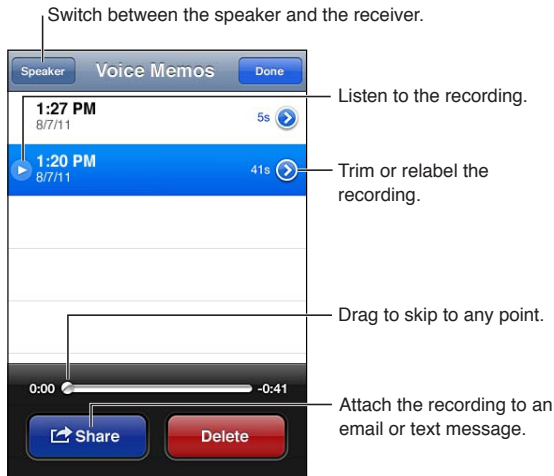 Switch between the speaker and the receiver.
Speaker
Voice Memos
Done
1:27 PM
8/7/11
5s
Listen to the recording.
1:20 PM
8/7/11
41s
Trim or relabel the
recording.
Drag to skip to any point.
0:00
-0:41
Share
Delete
Attach the recording to an
email or text message.